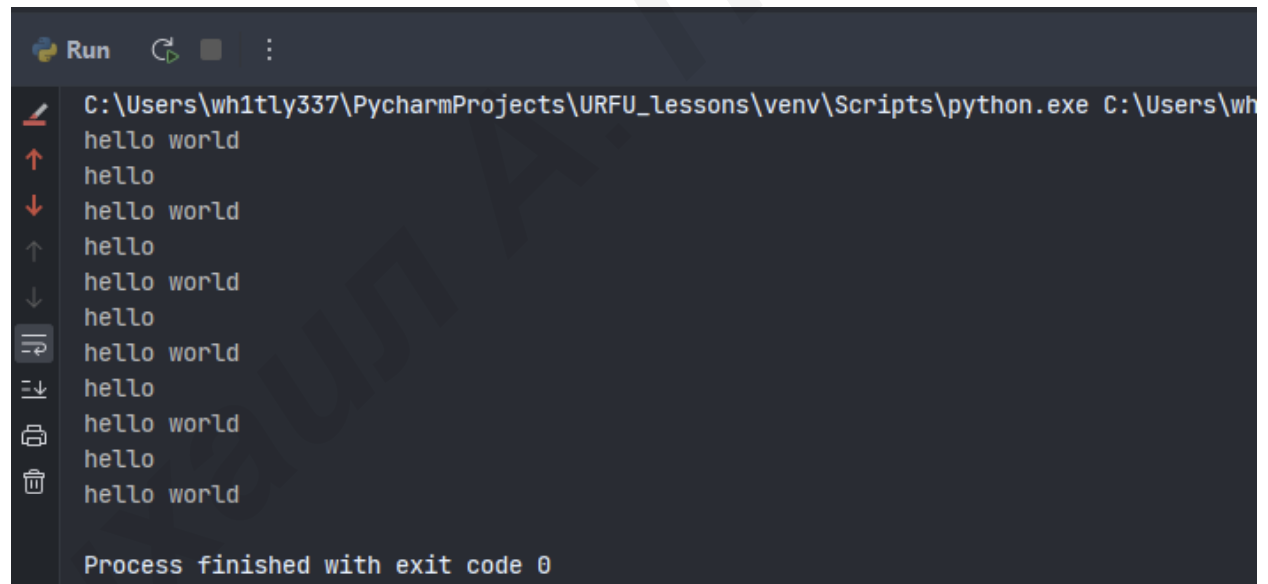 Run
C:\Users\wh1tly337\PycharmProjects\URFU_lessons\venv\Scripts\python.exe C:\Users\wh
hello world
hello
hello world
hello
hello world
hello
hello world
hello
hello world
hello
hello world
Process finished with exit code 0